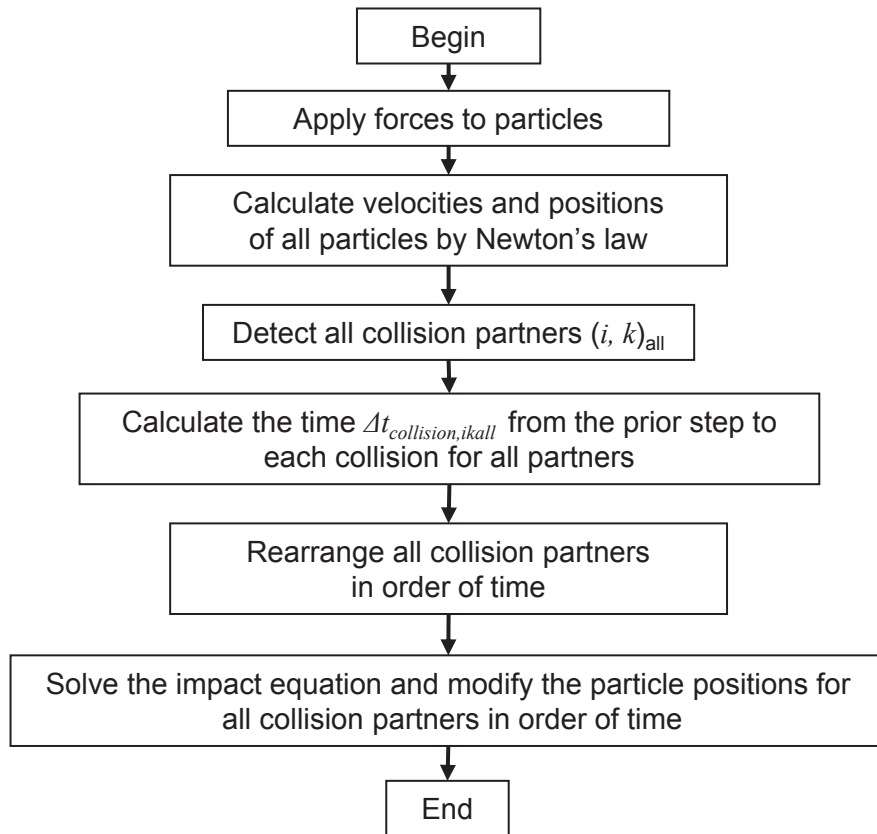 Begin
Apply forces to particles
Calculate velocities and positions
of all particles by Newton’s law
Detect all collision partners (i, k)all
Calculate the time Δtcollision,ikall from the prior step to
each collision for all partners
Rearrange all collision partners
in order of time
Solve the impact equation and modify the particle positions for
all collision partners in order of time
End